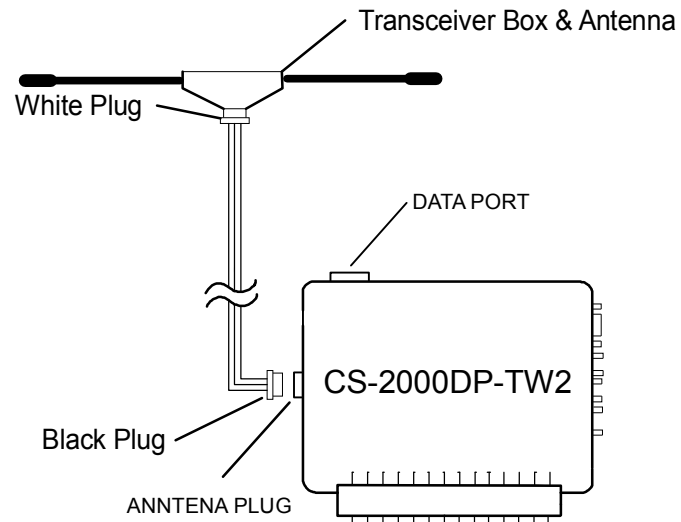 Transceiver Box & Antenna
White Plug
DATA PORT
CS-2000DP-TW2
Black Plug
ANNTENA PLUG